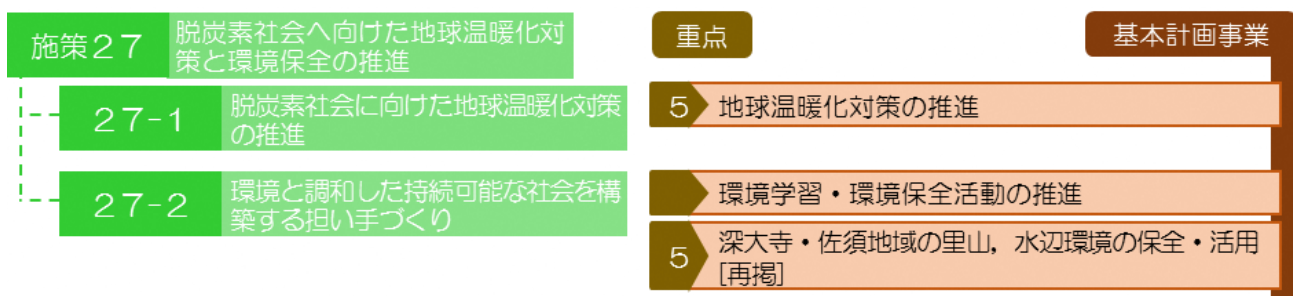 施策２７
脱炭素社会へ向けた地球温暖化対
策と環境保全の推進
重点
基本計画事業
２７-１
脱炭素社会に向けた地球温暖化対策
の推進
５
地球温暖化対策の推進
２７-２
環境と調和した持続可能な社会を構
築する担い手づくり
環境学習・環境保全活動の推進
５
深大寺・佐須地域の里山，水辺環境の保全・活用
[再掲]